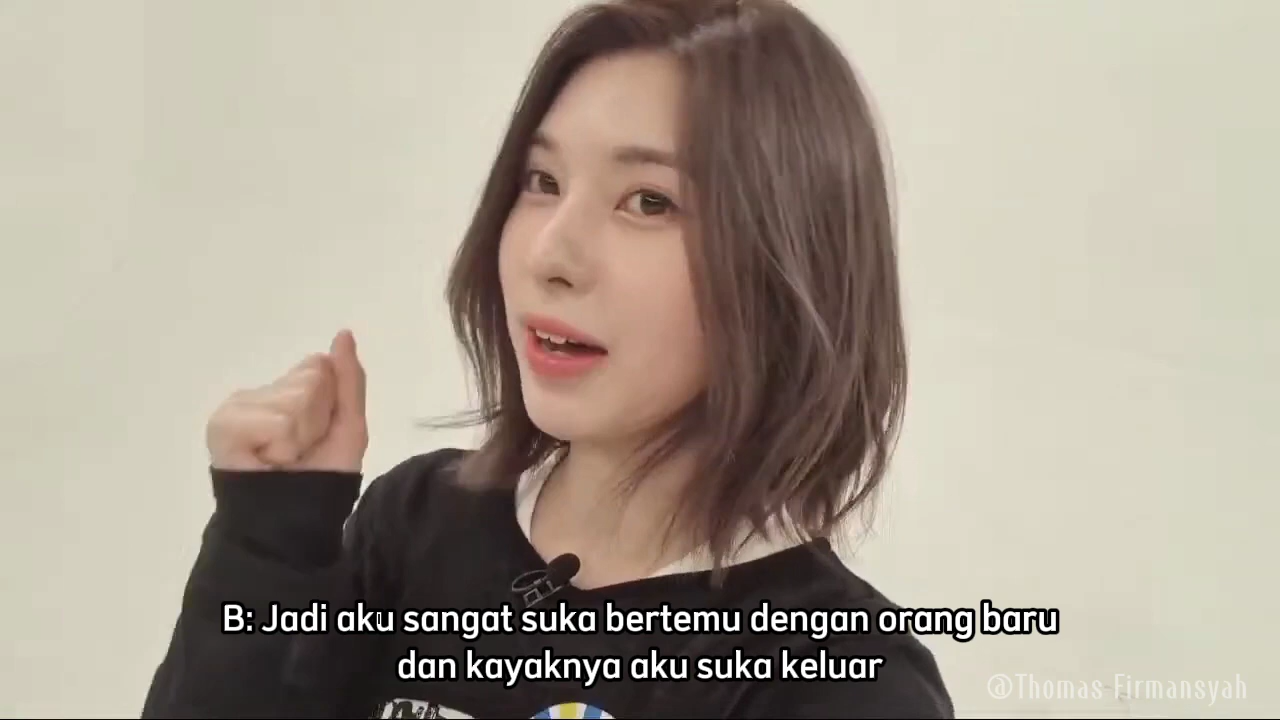 B: Jadi aku sangat suka bertemu dengan orang baru
dan kayaknya aku suka keluar
@Thomas Firmansyah